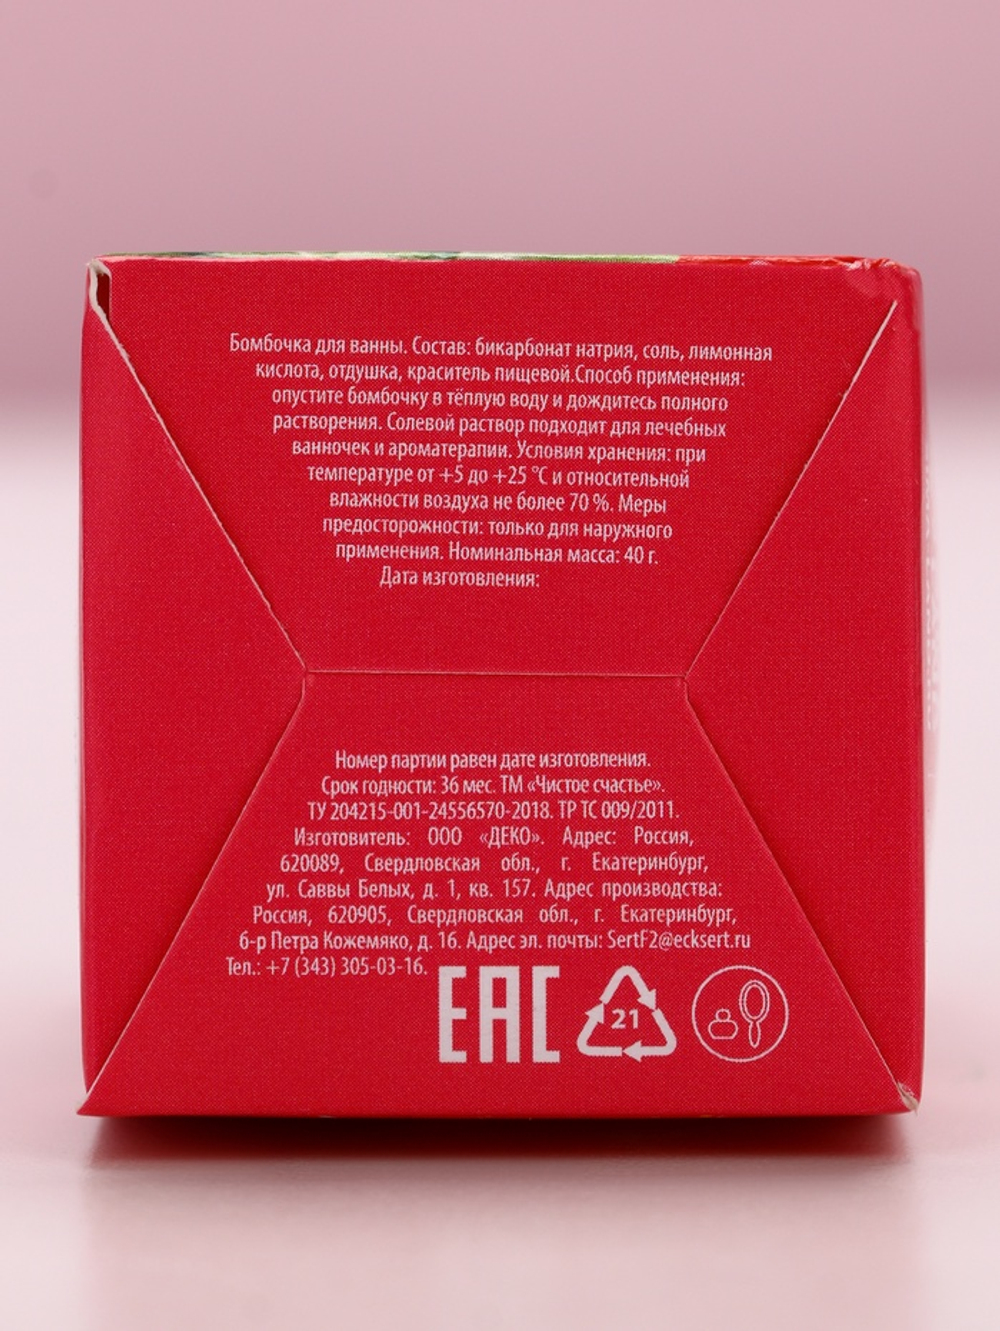 Бомбочка для ванны. Состав: бикарбонат натрия, соль, лимонная
кислота, отдушка, краситель пищевой.Способ применения:
опустите бомбочку в тёплую воду и дождитесь полного
растворения. Солевой раствор подходит для лечебных
ванночек и ароматерапии. Условия хранения: при
температуре от +5 до +25 °С и относительной
влажности воздуха не более 70 %. Меры
предосторожности: только для наружного
применения. Номинальная масса: 40 г.
Дата изготовления:
Номер партии равен дате изготовления.
Срок годности: 36 мес. ТМ «Чистое счастье».
ТУ 204215-001-24556570-2018. ТР ТС 009/2011.
Изготовитель: ООО «ДЕКО». Адрес: Россия,
620089, Свердловская обл., г. Екатеринбург,
ул. Саввы Белых, д. 1, кв. 157. Адрес производства:
Россия, 620905, Свердловская обл., г. Екатеринбург,
б-р Петра Кожемяко, д. 16. Адрес эл. почты: SertF2@ecksert.ru
Тел.: +7 (343) 305-03-16.
ЕАС
21